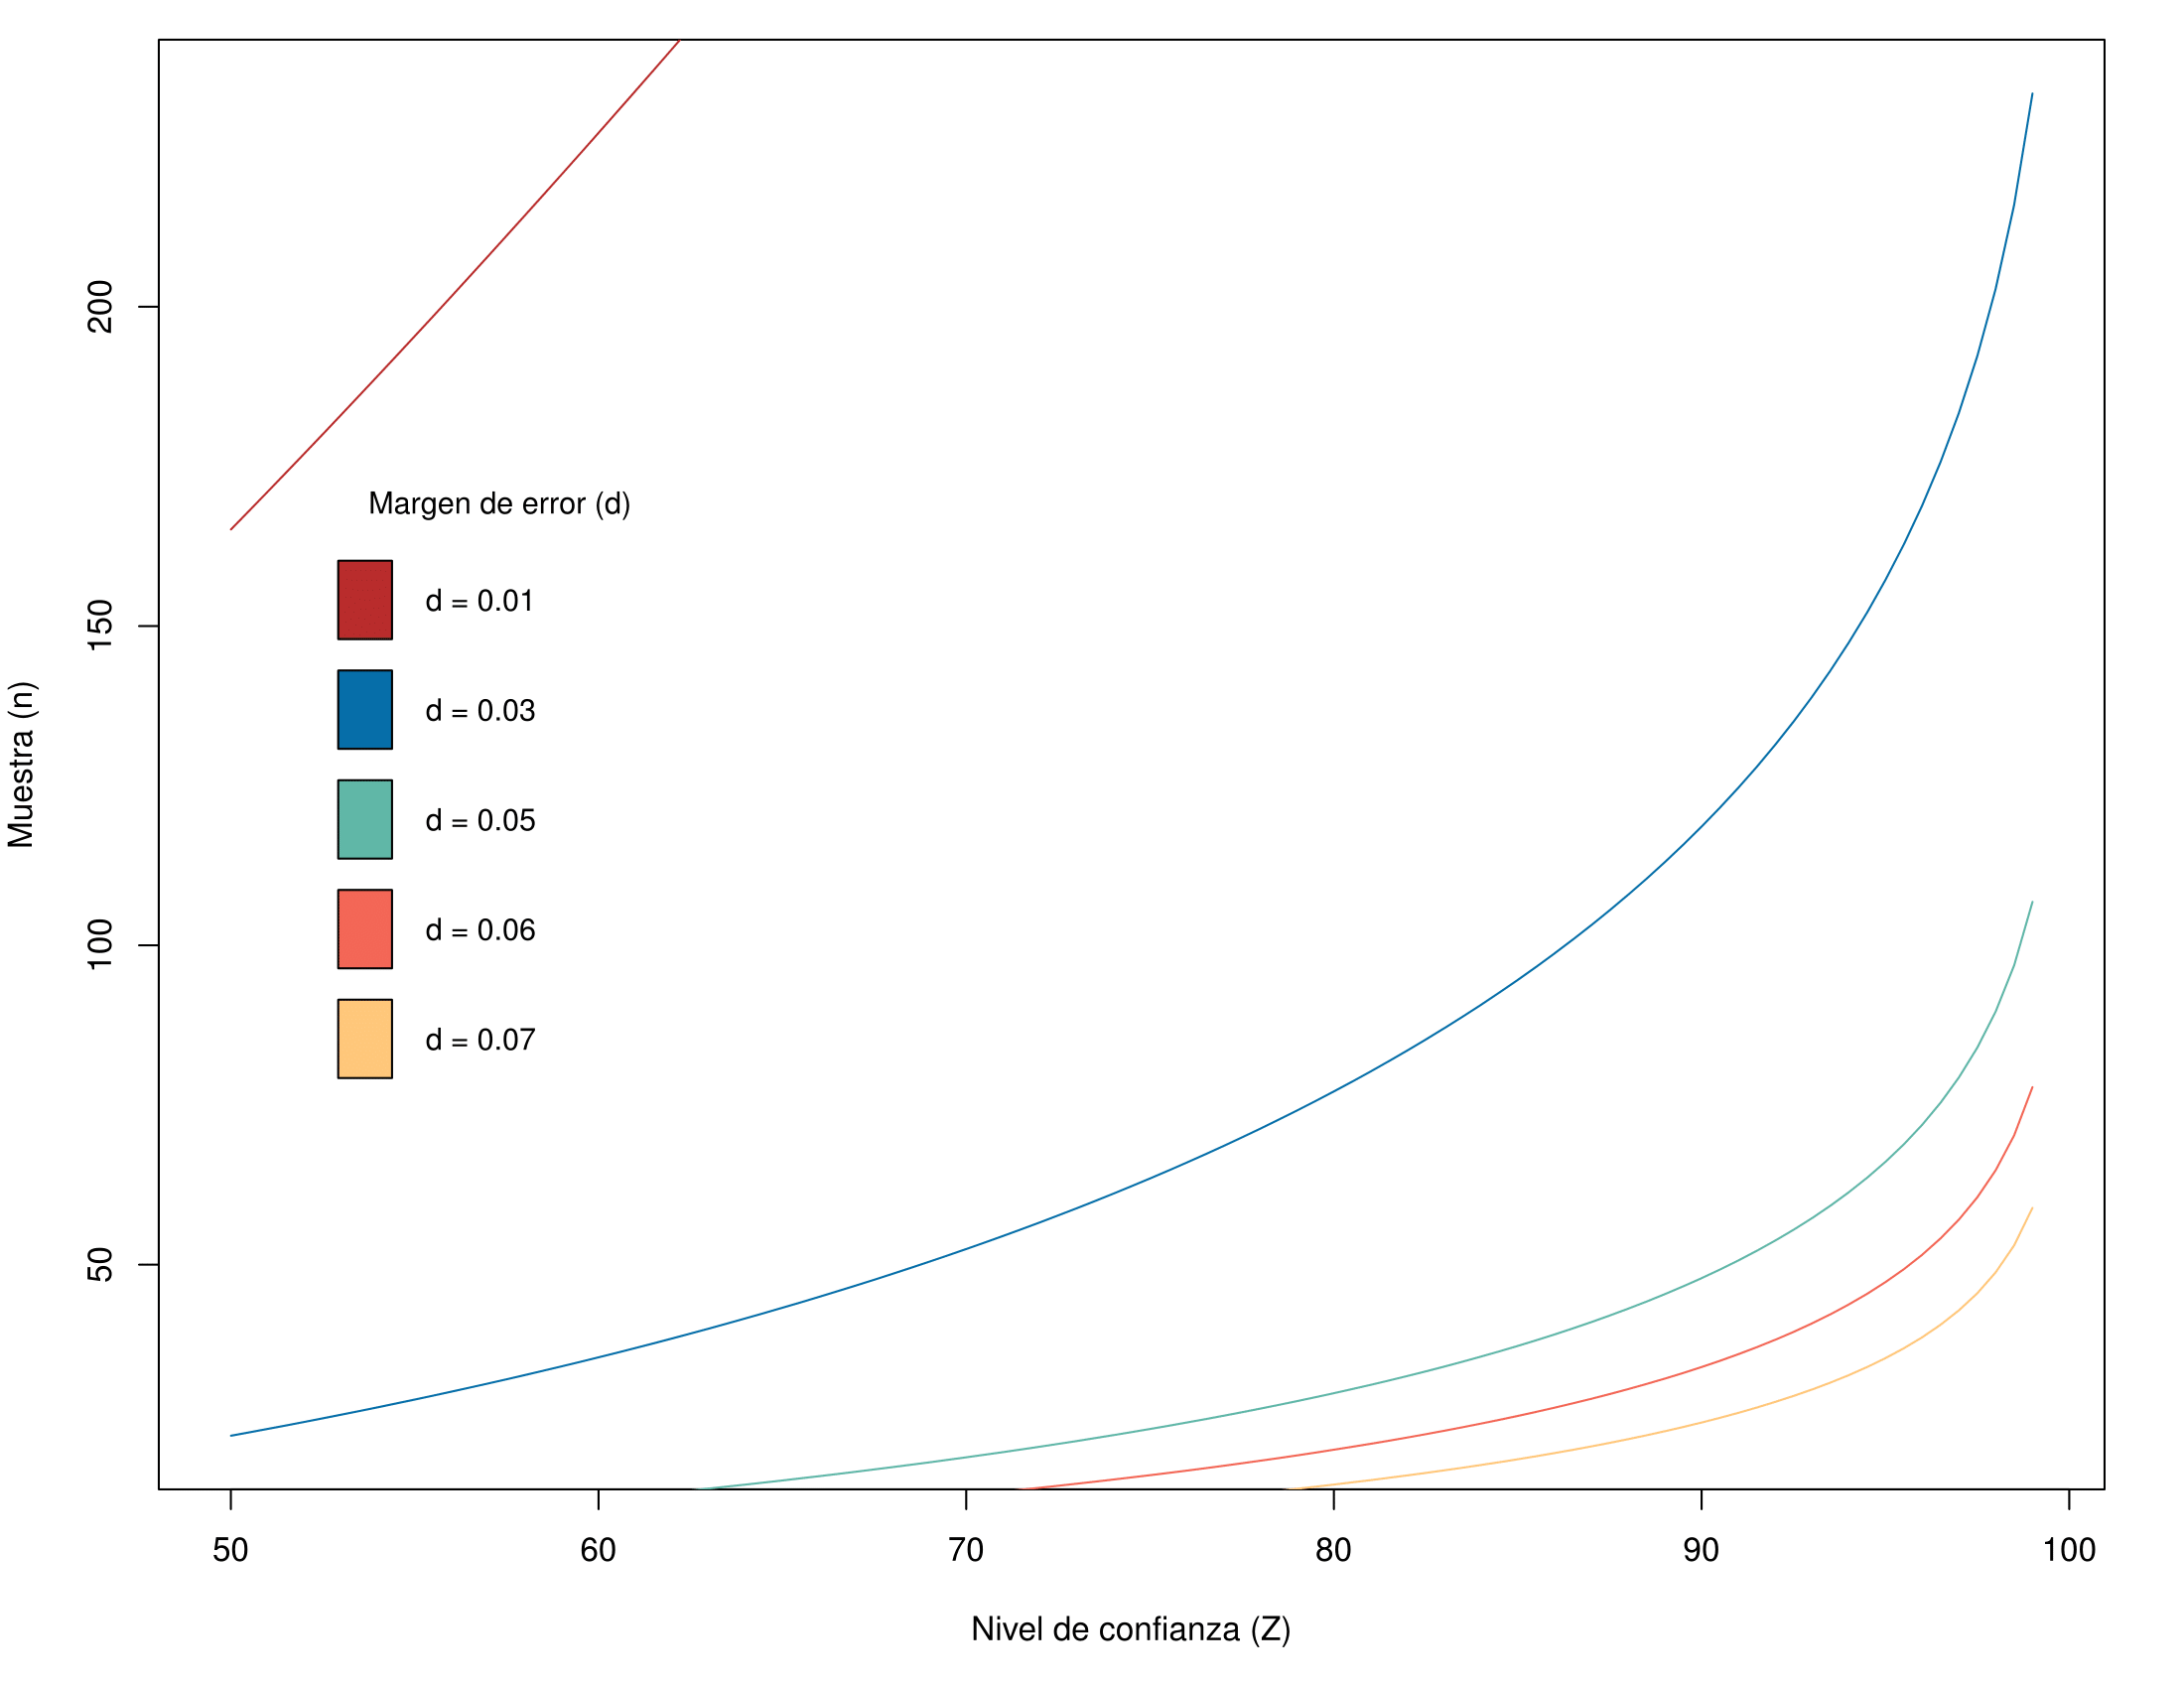 200
150
100
50
Muestra (n)
Margen de error (d)
d = 0.01
d = 0.03
d = 0.05
d = 0.06
d = 0.07
50 60 70 80 90 100
Nivel de confianza (Z)